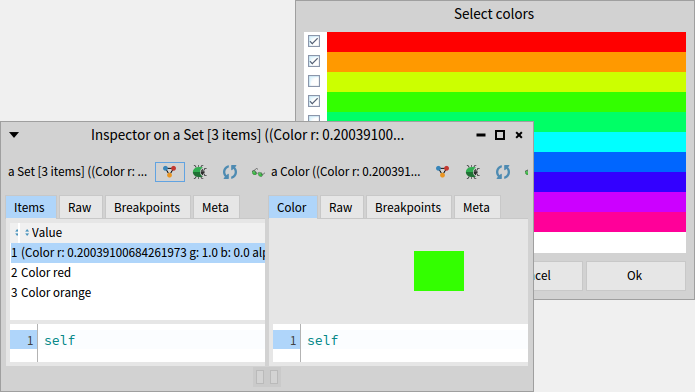 Select colors
Inspector on a Set [3 items] ((Color r: 0.20039100...
a Set [3 items] ((Color r: ...
a Color ((Color r: 0.200391...
Items Raw Breakpoints Meta
Color Raw Breakpoints Meta
Value
1 (Color r: 0.20039100684261973 g: 1.0 b: 0.0 alp
2 Color red
3 Color orange
1 self
1 self
cel
Ok